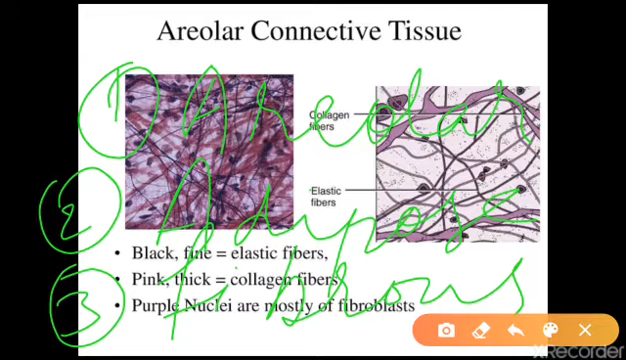 Areolar Connective Tissue
① Areolar
Collagen
fibers
② Adipose
Elastic
fibers
• Black, fine = elastic fibers,
• Pink, thick = collagen fibers
③ Fibrous
• Purple Nuclei are mostly of fibroblasts
XRecorder